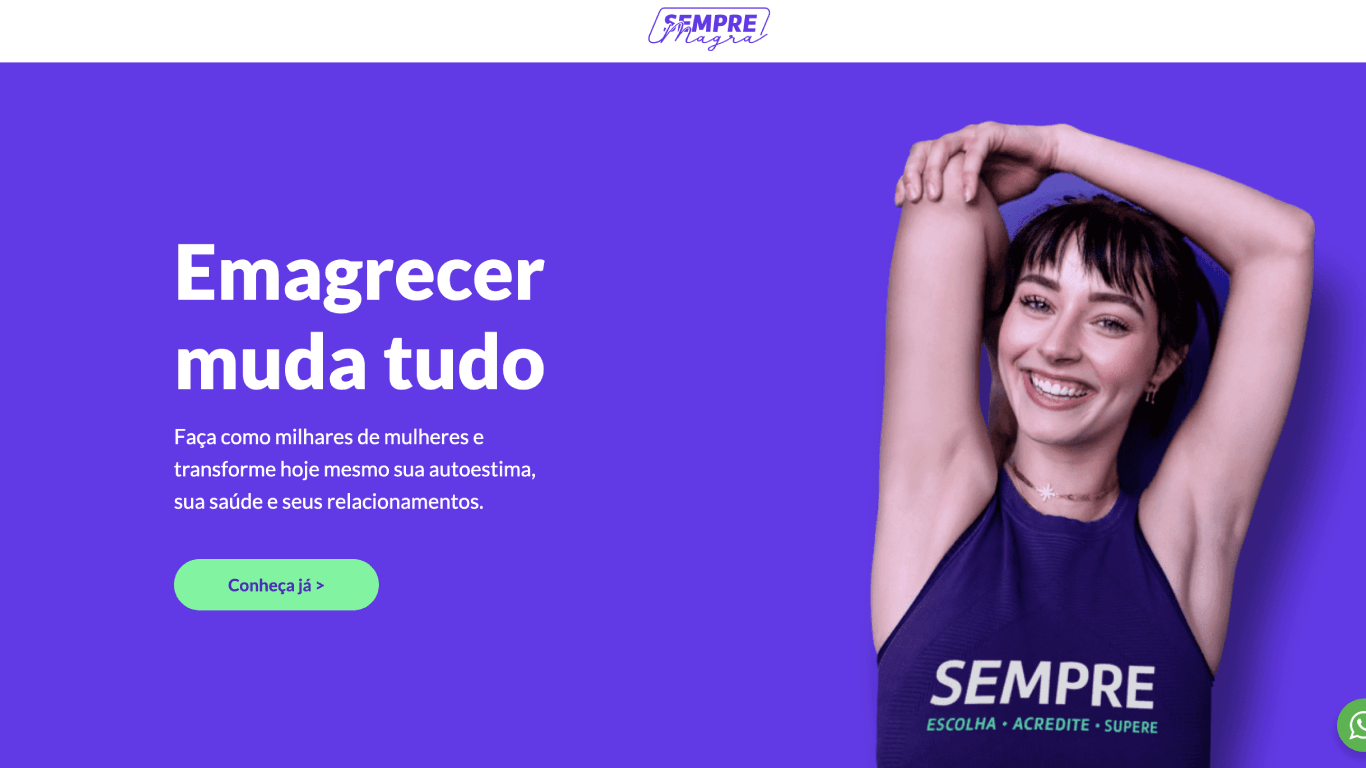 SEMPRE
Magra
Emagrecer
muda tudo
Faça como milhares de mulheres e
transforme hoje mesmo sua autoestima,
sua saúde e seus relacionamentos.
Conheça já >
SEMPRE
ESCOLHA • ACREDITE • SUPERE